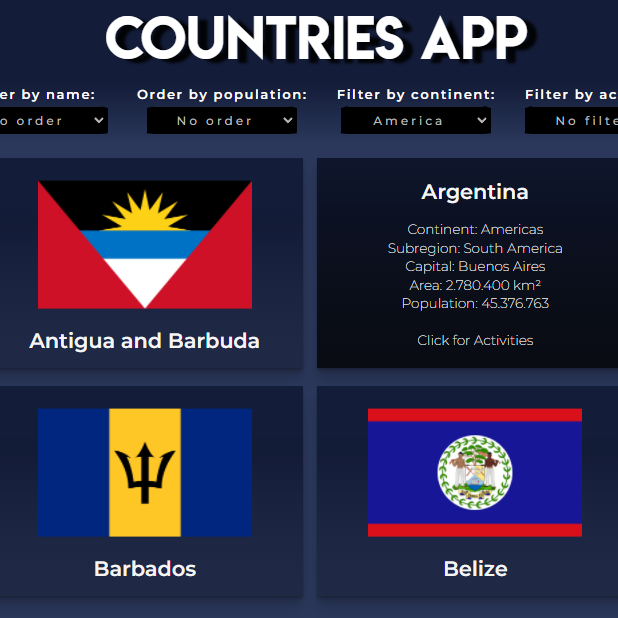 COUNTRIES APP
er by name: Order by population: Filter by continent: Filter by ac
o order No order America No filte
Argentina
Continent: Americas
Subregion: South America
Capital: Buenos Aires
Area: 2.780.400 km²
Population: 45.376.763
Click for Activities
Antigua and Barbuda
Barbados Belize